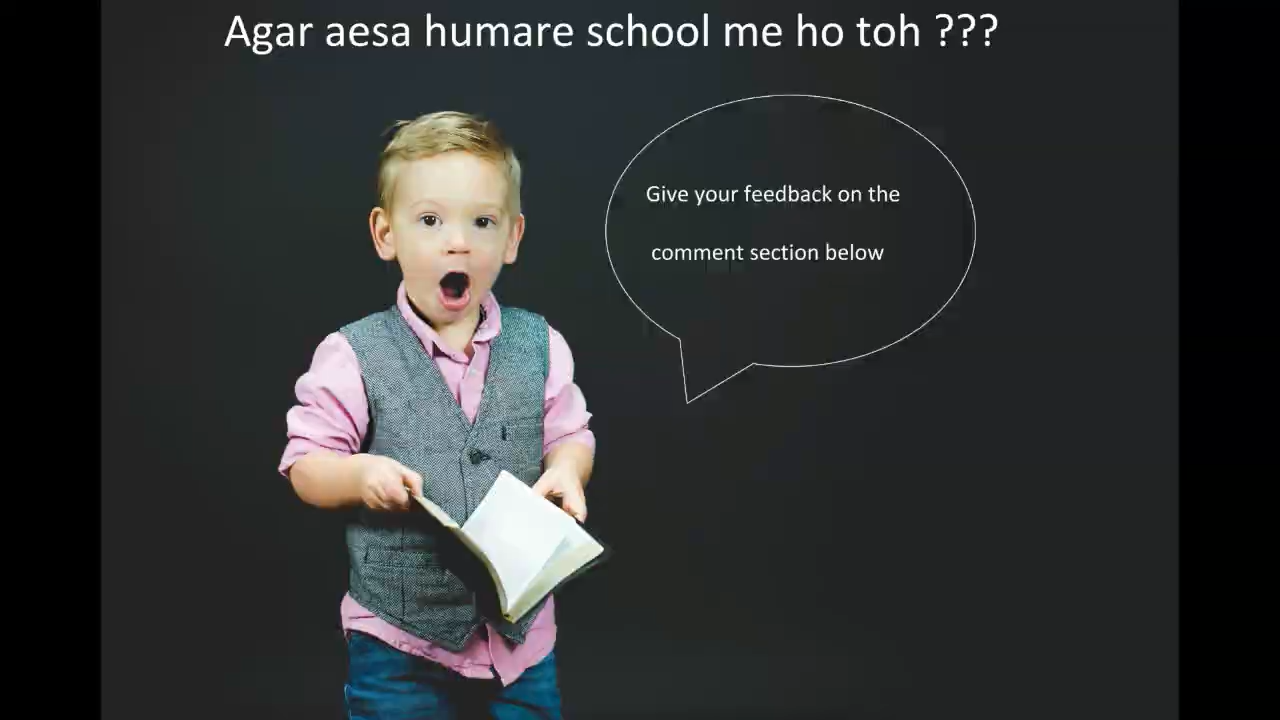 Agar aesa humare school me ho toh ???
Give your feedback on the
comment section below